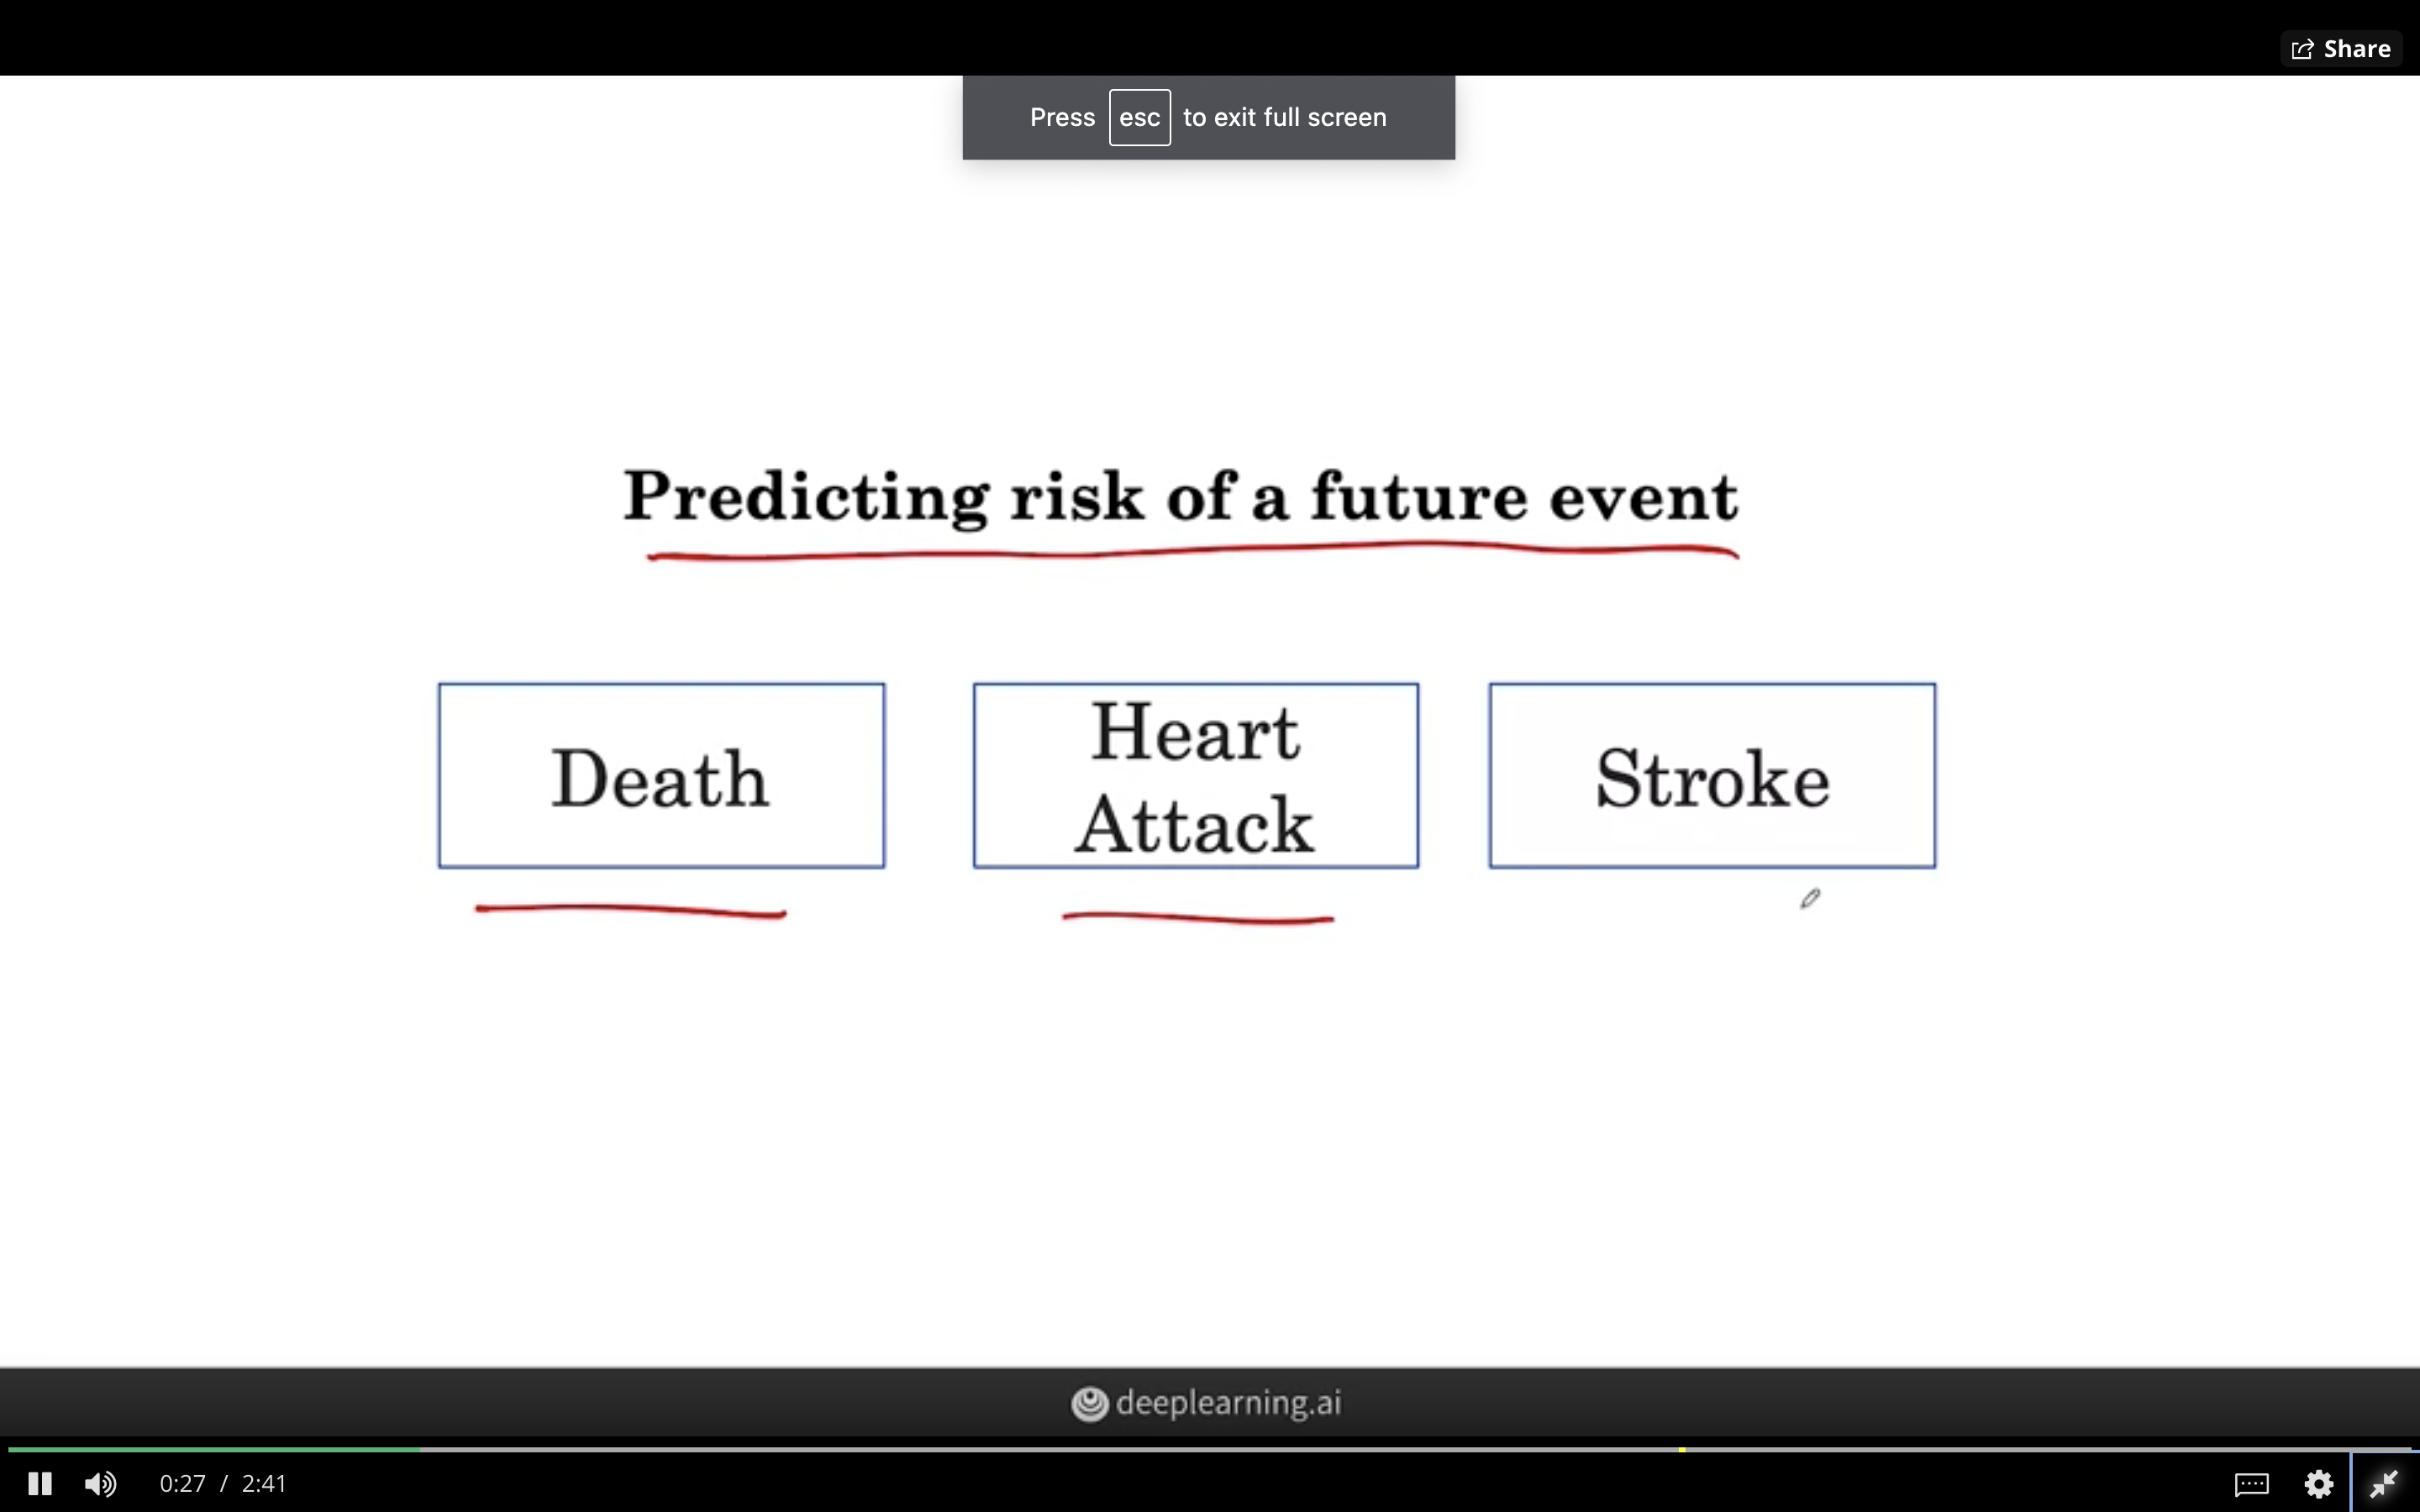 Share
Press esc to exit full screen
Predicting risk of a future event
Death
Heart
Attack
Stroke
deeplearning.ai
0:27 / 2:41